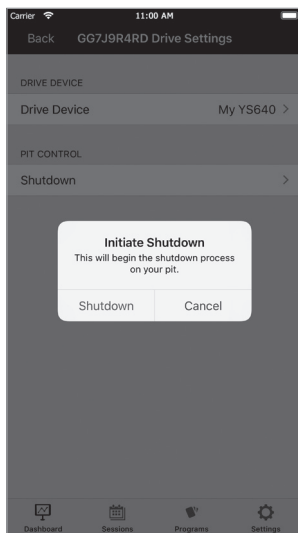 Carrier 11:00 AM
Back GG7J9R4RD Drive Settings
DRIVE DEVICE
Drive Device My YS640 >
PIT CONTROL
Shutdown >
Initiate Shutdown
This will begin the shutdown process
on your pit.
Shutdown Cancel
Dashboard Sessions Programs Settings